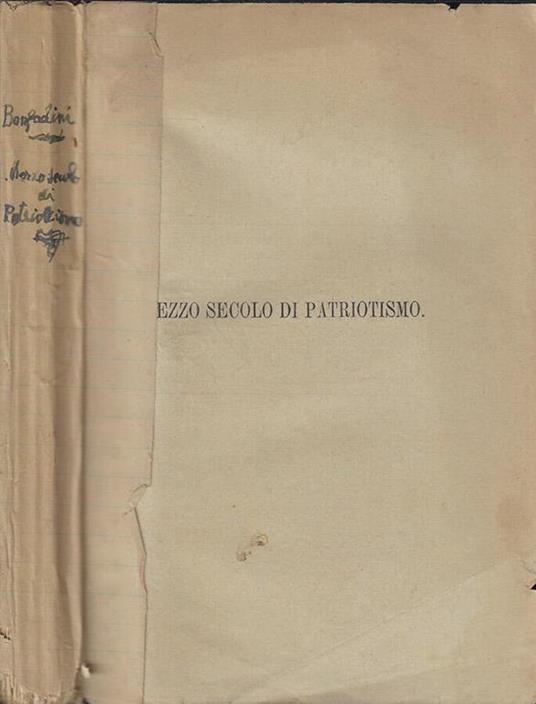 Bonfadini
Mezzo secolo
di
Patriottismo
EZZO SECOLO DI PATRIOTISMO.